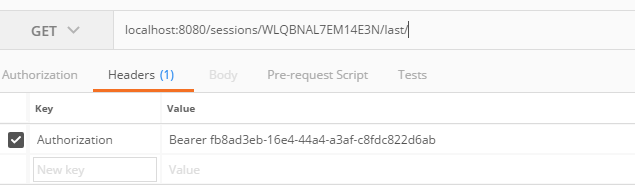 GET localhost:8080/sessions/WLQBNAL7EM14E3N/last/
Authorization Headers (1) Body Pre-request Script Tests
Key Value
Authorization Bearer fb8ad3eb-16e4-44a4-a3af-c8fdc822d6ab
New key Value